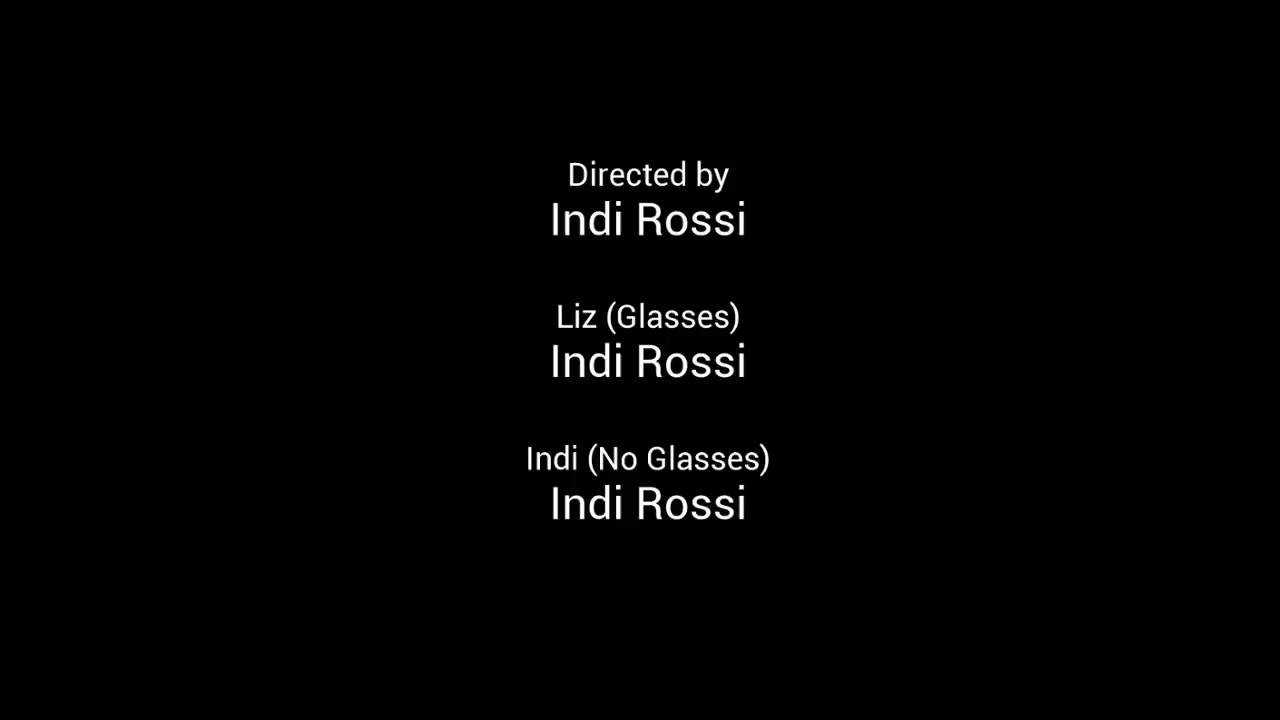 Directed by
Indi Rossi
Liz (Glasses)
Indi Rossi
Indi (No Glasses)
Indi Rossi